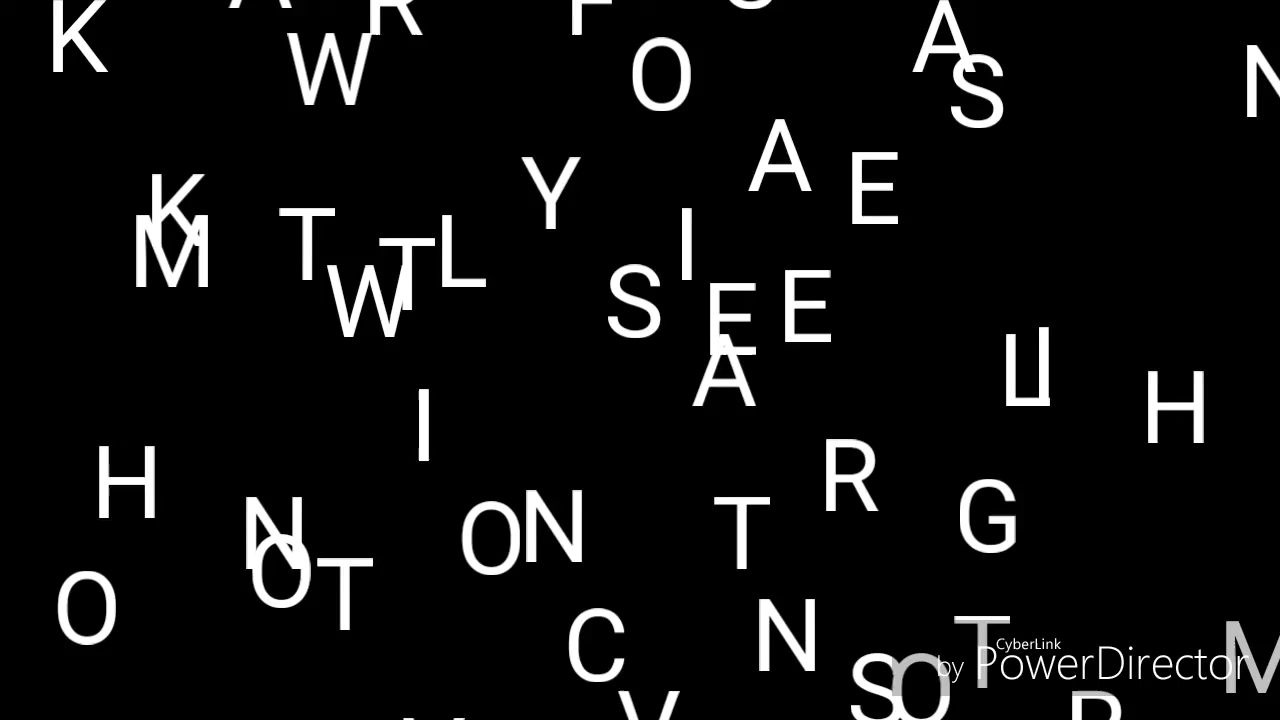 K A R F O A
W O S N
A E
K Y
M T T L I
W S E E
A L I H
I
H R
N O N T G
O O T
C N T M
S O
V R
CyberLink
by PowerDirector